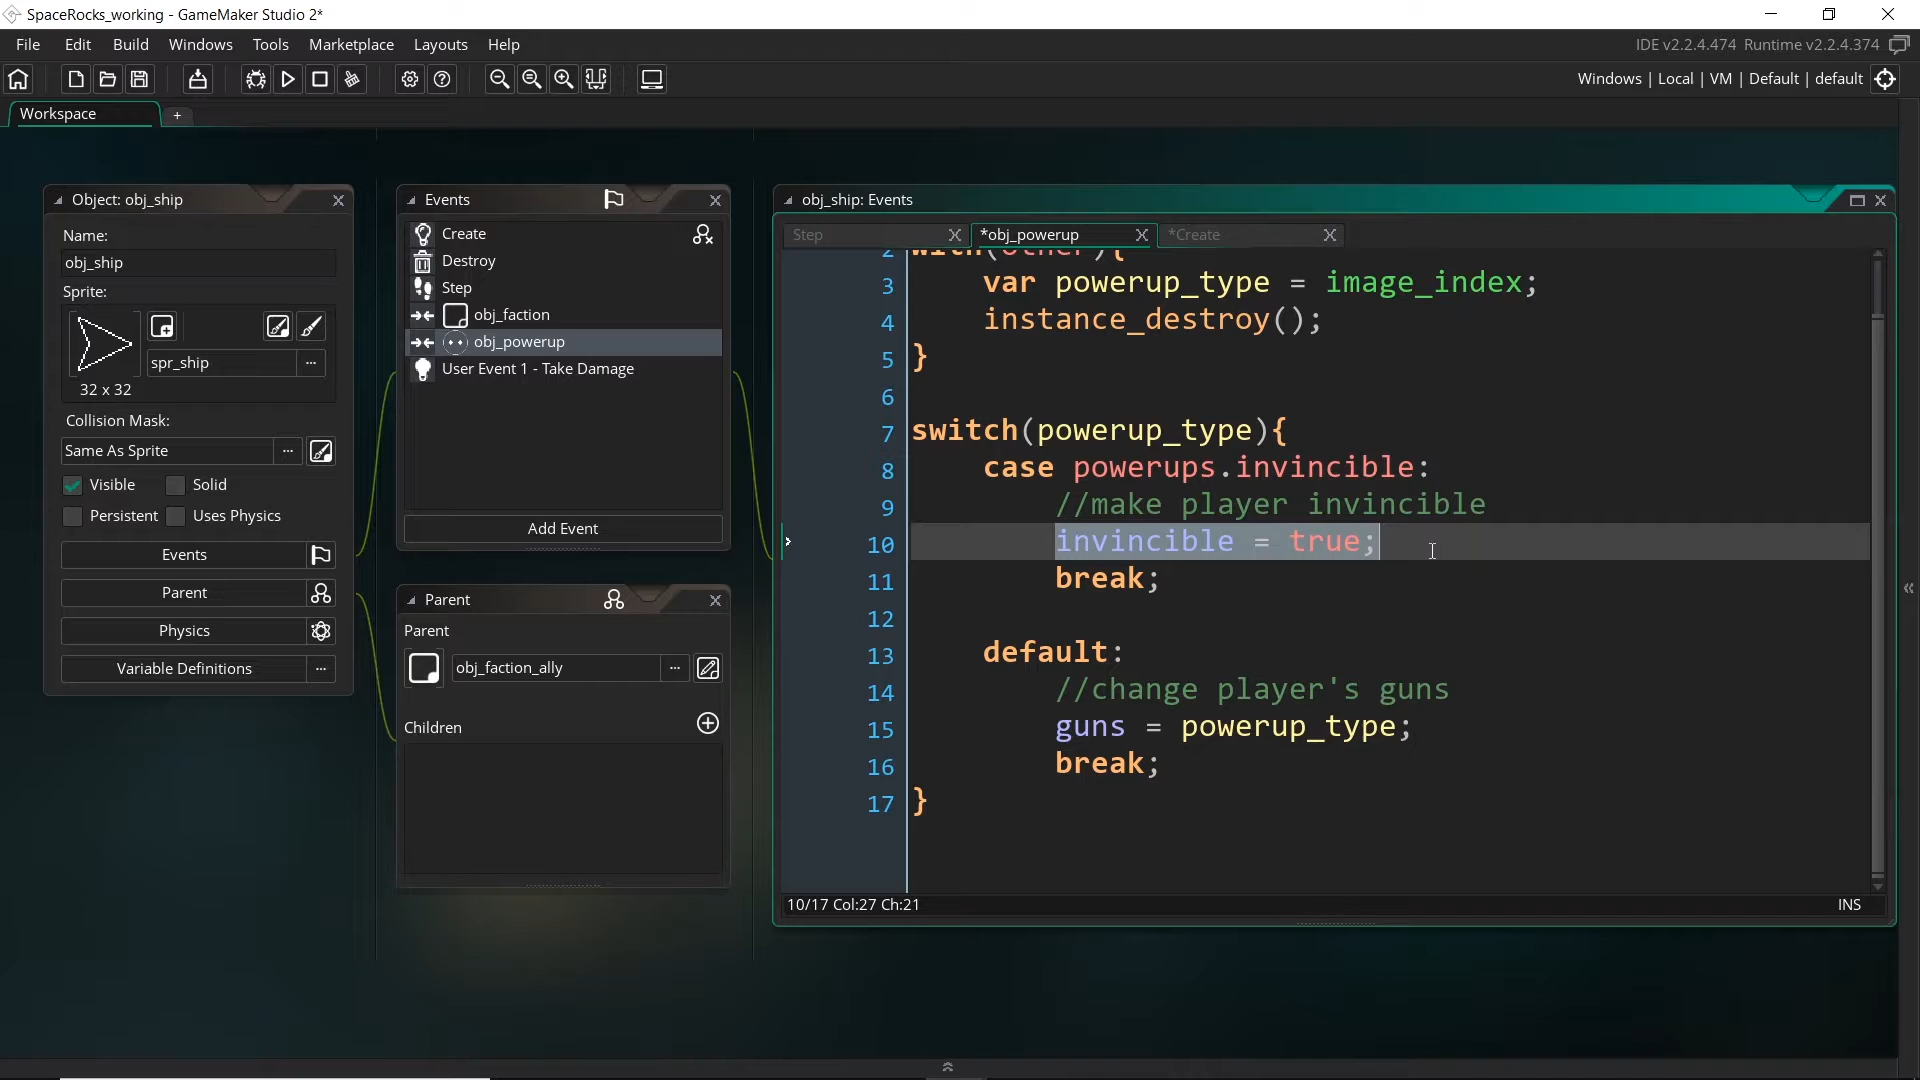 SpaceRocks_working - GameMaker Studio 2*
File Edit Build Windows Tools Marketplace Layouts Help
IDE v2.2.4.474 Runtime v2.2.4.374
Windows | Local | VM | Default | default
Workspace
+
Object: obj_ship
Name:
obj_ship
Sprite:
spr_ship
...
32 x 32
Collision Mask:
Same As Sprite
...
Visible
Solid
Persistent
Uses Physics
Events
Parent
Physics
Variable Definitions
...
Events
Create
Destroy
Step
obj_faction
obj_powerup
User Event 1 - Take Damage
Add Event
Parent
Parent
obj_faction_ally
...
Children
obj_ship: Events
Step
*obj_powerup
*Create
2 with(other){
3 var powerup_type = image_index;
4 instance_destroy();
5 }
6
7 switch(powerup_type){
8 case powerups.invincible:
9 //make player invincible
10 invincible = true;
11 break;
12
13 default:
14 //change player's guns
15 guns = powerup_type;
16 break;
17 }
10/17 Col:27 Ch:21
INS